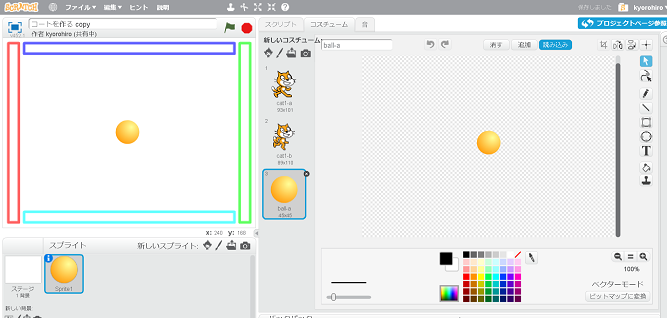 SCRATCH ファイル▼ 編集▼ ヒント 説明 保存しました kyorohiro▼
コートを作る copy
作者 kyorohiro (共有中)
スクリプト コスチューム 音 プロジェクトページ参照
新しいコスチューム:
ball-a 消す 追加 読み込み
1
cat1-a
93x101
2
cat1-b
89x118
3
ball-a
45x45
x: 240 y: 168
スプライト 新しいスプライト:
ステージ
1 背景
Sprite1
新しい背景
100%
ベクターモード
ビットマップに変換